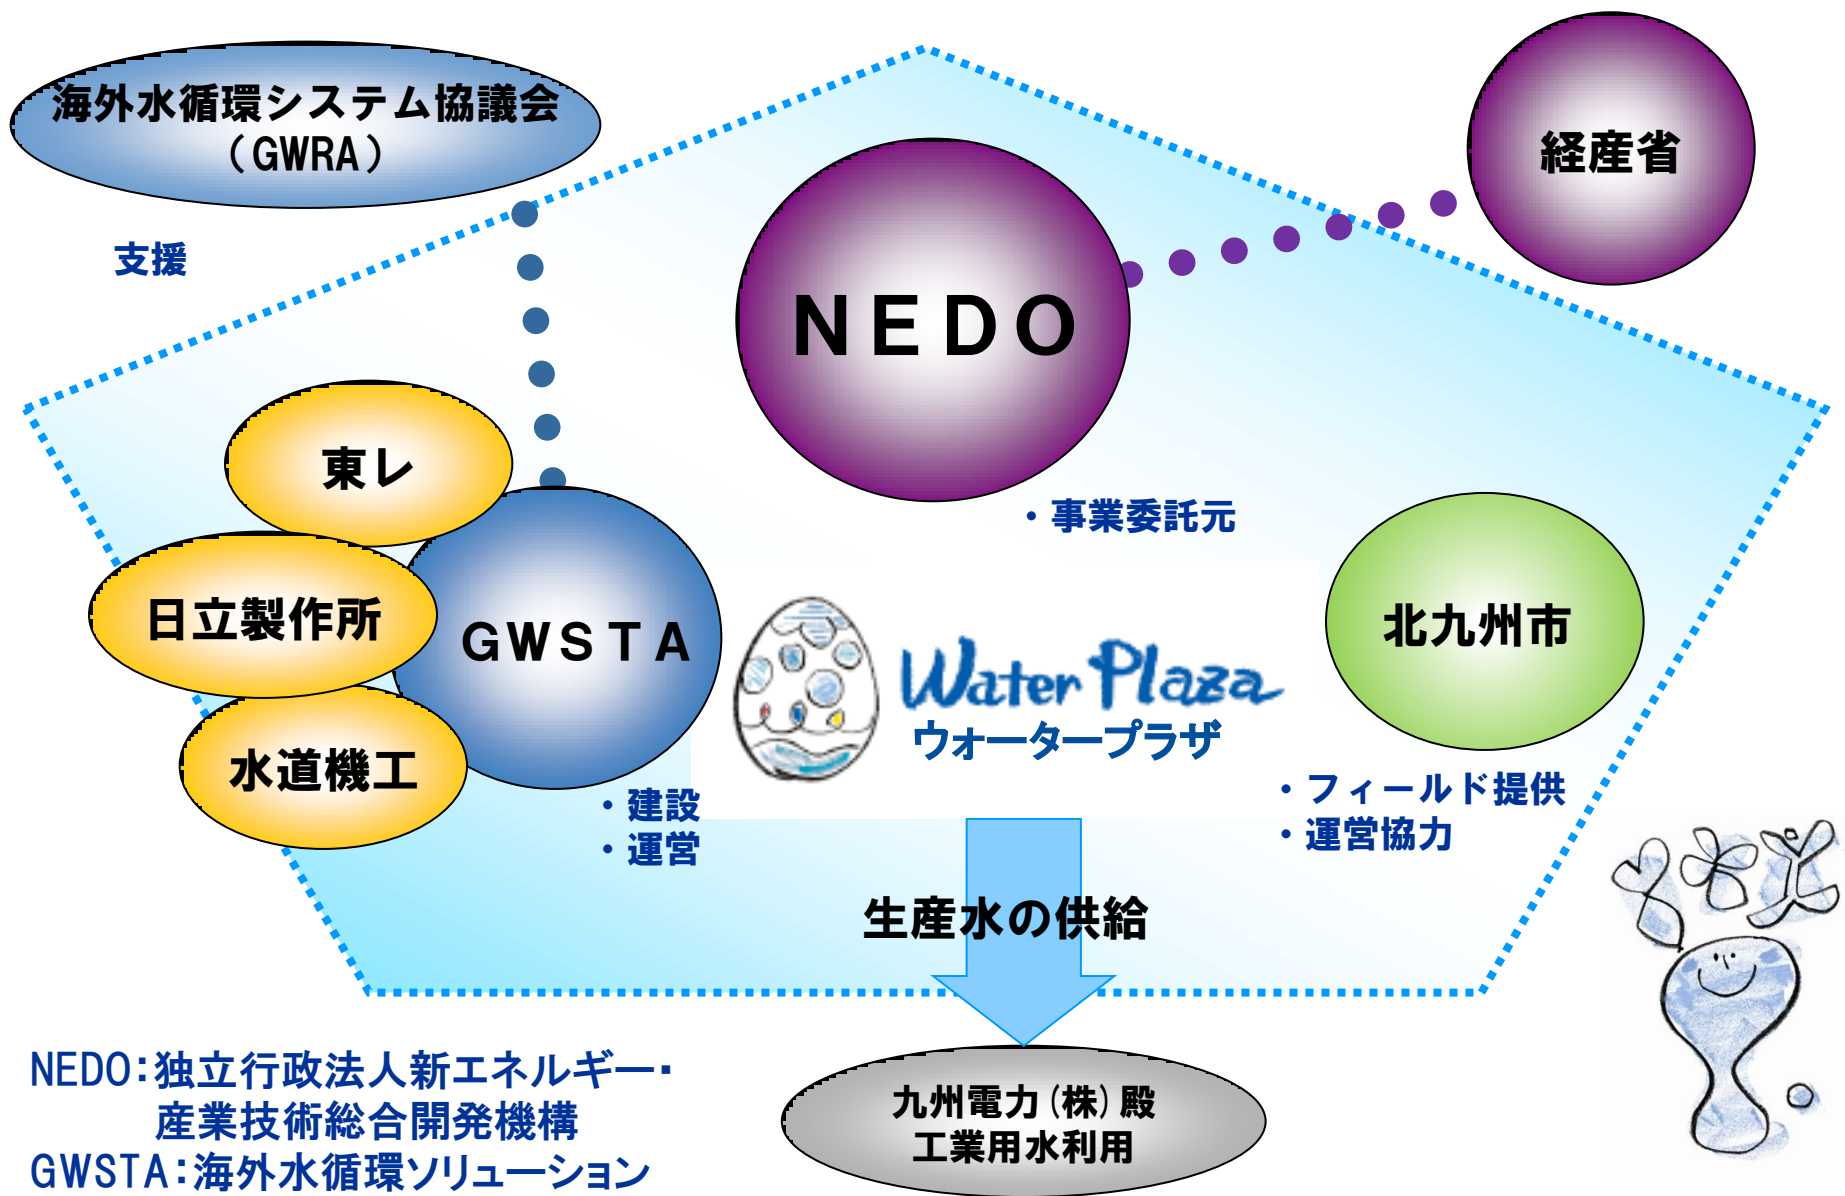 海外水循環システム協議会
（GWRA）
経産省
支援
NEDO
東レ
・事業委託元
日立製作所
GWSTA
北九州市
Water Plaza
ウォータープラザ
水道機工
・建設
・運営
・フィールド提供
・運営協力
生産水の供給
NEDO：独立行政法人新エネルギー・
産業技術総合開発機構
GWSTA：海外水循環ソリューション
九州電力(株)殿
工業用水利用